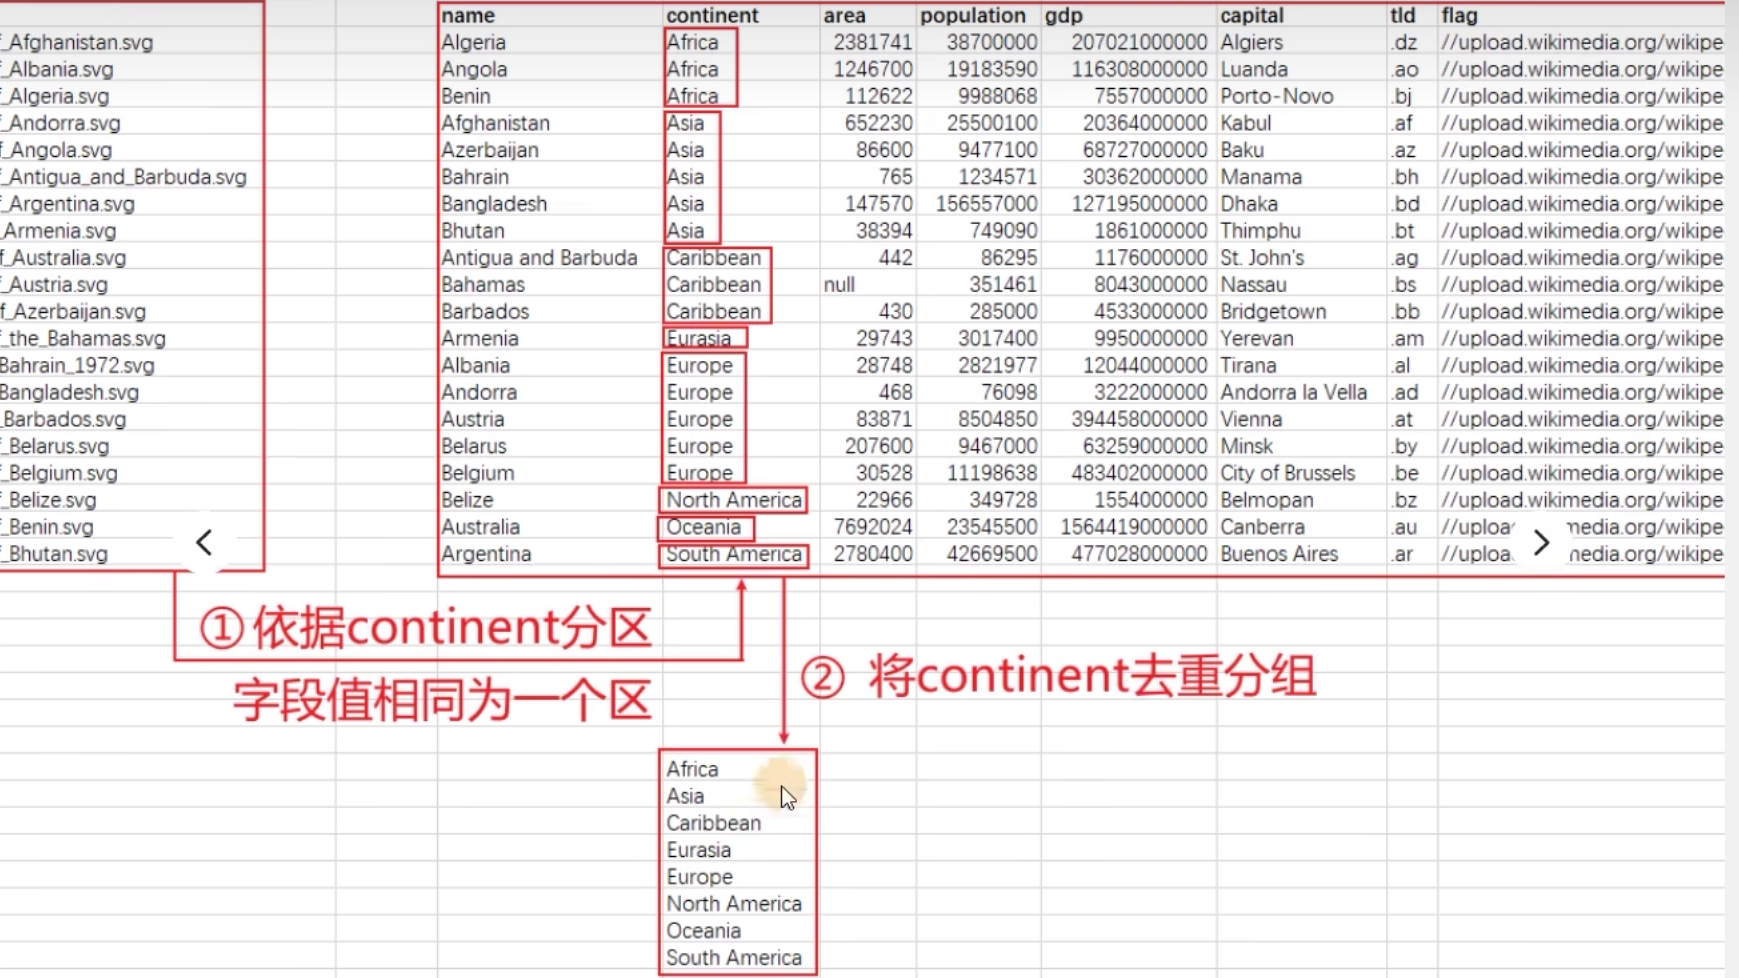 name continent area population gdp capital tld flag
f_Afghanistan.svg Algeria Africa 2381741 38700000 207021000000 Algiers .dz //upload.wikimedia.org/wikipe
f_Albania.svg Angola Africa 1246700 19183590 116308000000 Luanda .ao //upload.wikimedia.org/wikipe
f_Algeria.svg Benin Africa 112622 9988068 7557000000 Porto-Novo .bj //upload.wikimedia.org/wikipe
f_Andorra.svg Afghanistan Asia 652230 25500100 20364000000 Kabul .af //upload.wikimedia.org/wikipe
f_Angola.svg Azerbaijan Asia 86600 9477100 68727000000 Baku .az //upload.wikimedia.org/wikipe
f_Antigua_and_Barbuda.svg Bahrain Asia 765 1234571 30362000000 Manama .bh //upload.wikimedia.org/wikipe
f_Argentina.svg Bangladesh Asia 147570 156557000 127195000000 Dhaka .bd //upload.wikimedia.org/wikipe
_Armenia.svg Bhutan Asia 38394 749090 1861000000 Thimphu .bt //upload.wikimedia.org/wikipe
f_Australia.svg Antigua and Barbuda Caribbean 442 86295 1176000000 St. John's .ag //upload.wikimedia.org/wikipe
f_Austria.svg Bahamas Caribbean null 351461 8043000000 Nassau .bs //upload.wikimedia.org/wikipe
f_Azerbaijan.svg Barbados Caribbean 430 285000 4533000000 Bridgetown .bb //upload.wikimedia.org/wikipe
f_the_Bahamas.svg Armenia Eurasia 29743 3017400 9950000000 Yerevan .am //upload.wikimedia.org/wikipe
Bahrain_1972.svg Albania Europe 28748 2821977 12044000000 Tirana .al //upload.wikimedia.org/wikipe
Bangladesh.svg Andorra Europe 468 76098 3222000000 Andorra la Vella .ad //upload.wikimedia.org/wikipe
_Barbados.svg Austria Europe 83871 8504850 394458000000 Vienna .at //upload.wikimedia.org/wikipe
f_Belarus.svg Belarus Europe 207600 9467000 63259000000 Minsk .by //upload.wikimedia.org/wikipe
f_Belgium.svg Belgium Europe 30528 11198638 483402000000 City of Brussels .be //upload.wikimedia.org/wikipe
f_Belize.svg Belize North America 22966 349728 1554000000 Belmopan .bz //upload.wikimedia.org/wikipe
f_Benin.svg Australia Oceania 7692024 23545500 1564419000000 Canberra .au //uploa media.org/wikipe
f_Bhutan.svg Argentina South America 2780400 42669500 477028000000 Buenos Aires .ar //uploa media.org/wikipe
①依据continent分区
字段值相同为一个区
② 将continent去重分组
Africa
Asia
Caribbean
Eurasia
Europe
North America
Oceania
South America